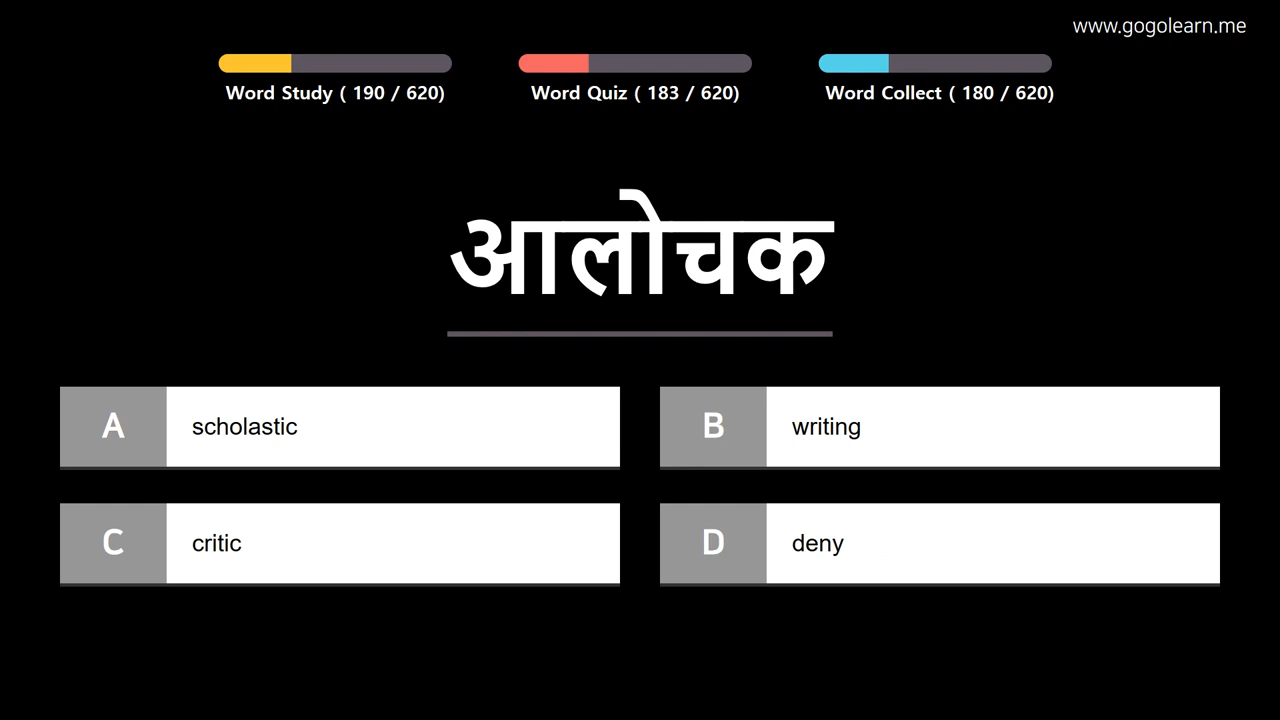 www.gogolearn.me
Word Study ( 190 / 620)
Word Quiz ( 183 / 620)
Word Collect ( 180 / 620)
आलोचक
A scholastic
B writing
C critic
D deny